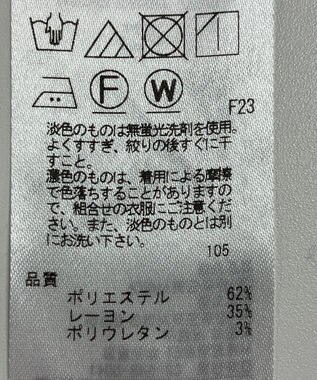 F
W
F23
淡色のものは無蛍光洗剤を使用。
よくすすぎ、絞りの後すぐに干
すこと。
濃色のものは、着用による摩擦
で色落ちすることがありますの
で、組合せの衣服にご注意くだ
さい。また、淡色のものとは別
にお洗い下さい。
105
品質
ポリエステル 62%
レーヨン 35%
ポリウレタン 3%